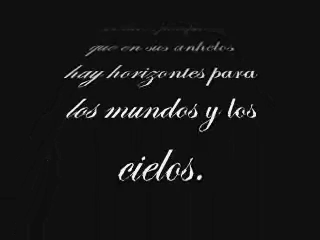 que en sus anhelos
hay horizontes para
los mundos y los
cielos.